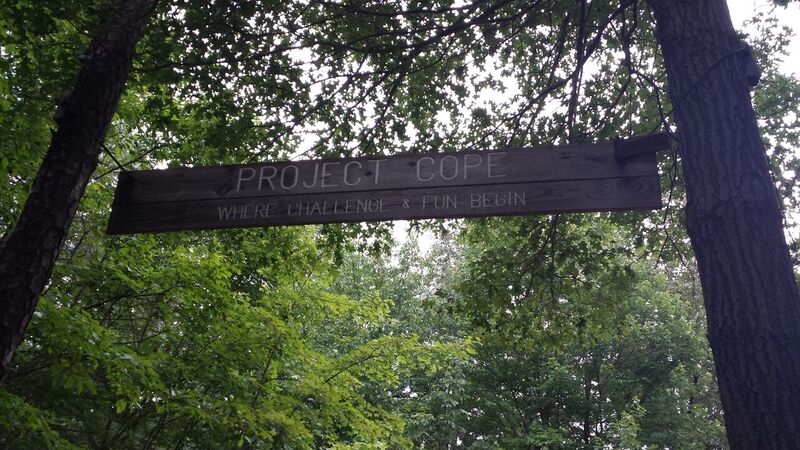 PROJECT COPE
WHERE CHALLENGE & FUN BEGIN